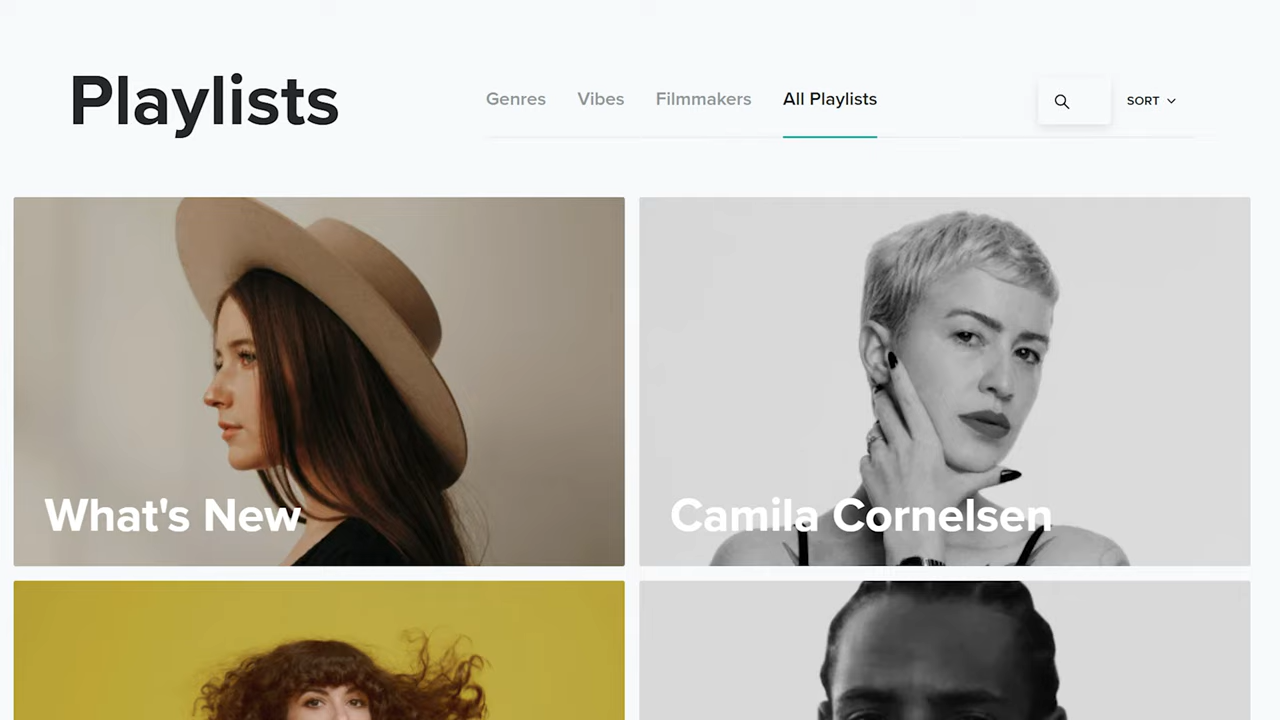 Playlists
Genres Vibes Filmmakers All Playlists
SORT
What's New
Camila Cornelsen